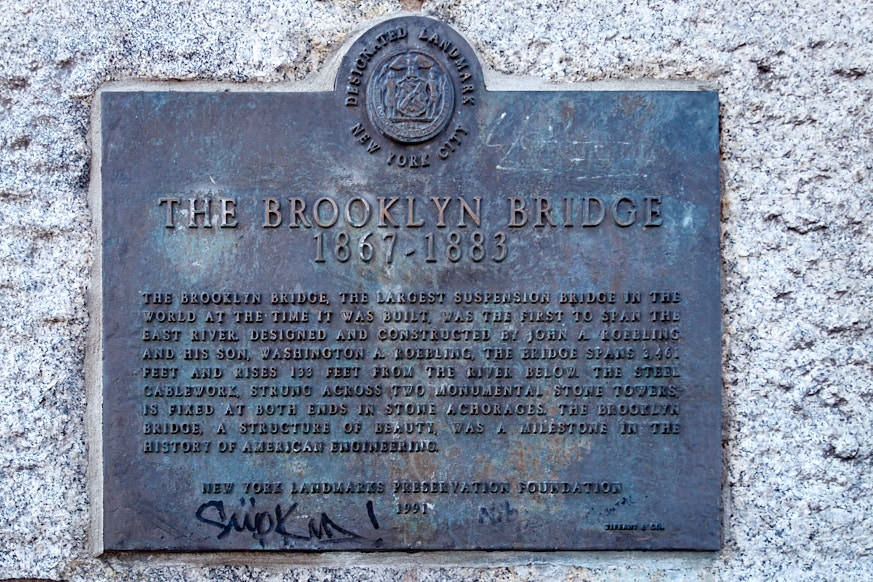 DESIGNATED LANDMARK
NEW YORK CITY
THE BROOKLYN BRIDGE
1867-1883
THE BROOKLYN BRIDGE, THE LARGEST SUSPENSION BRIDGE IN THE
WORLD AT THE TIME IT WAS BUILT, WAS THE FIRST TO SPAN THE
EAST RIVER. DESIGNED AND CONSTRUCTED BY JOHN A. ROEBLING
AND HIS SON, WASHINGTON A. ROEBLING, THE BRIDGE SPANS 3,461
FEET AND RISES 133 FEET FROM THE RIVER BELOW. THE STEEL
CABLEWORK, STRUNG ACROSS TWO MONUMENTAL STONE TOWERS,
IS FIXED AT BOTH ENDS IN STONE ACHORAGES. THE BROOKLYN
BRIDGE, A STRUCTURE OF BEAUTY, WAS A MILESTONE IN THE
HISTORY OF AMERICAN ENGINEERING.
NEW YORK LANDMARKS PRESERVATION FOUNDATION
1991
TIFFANY & CO.